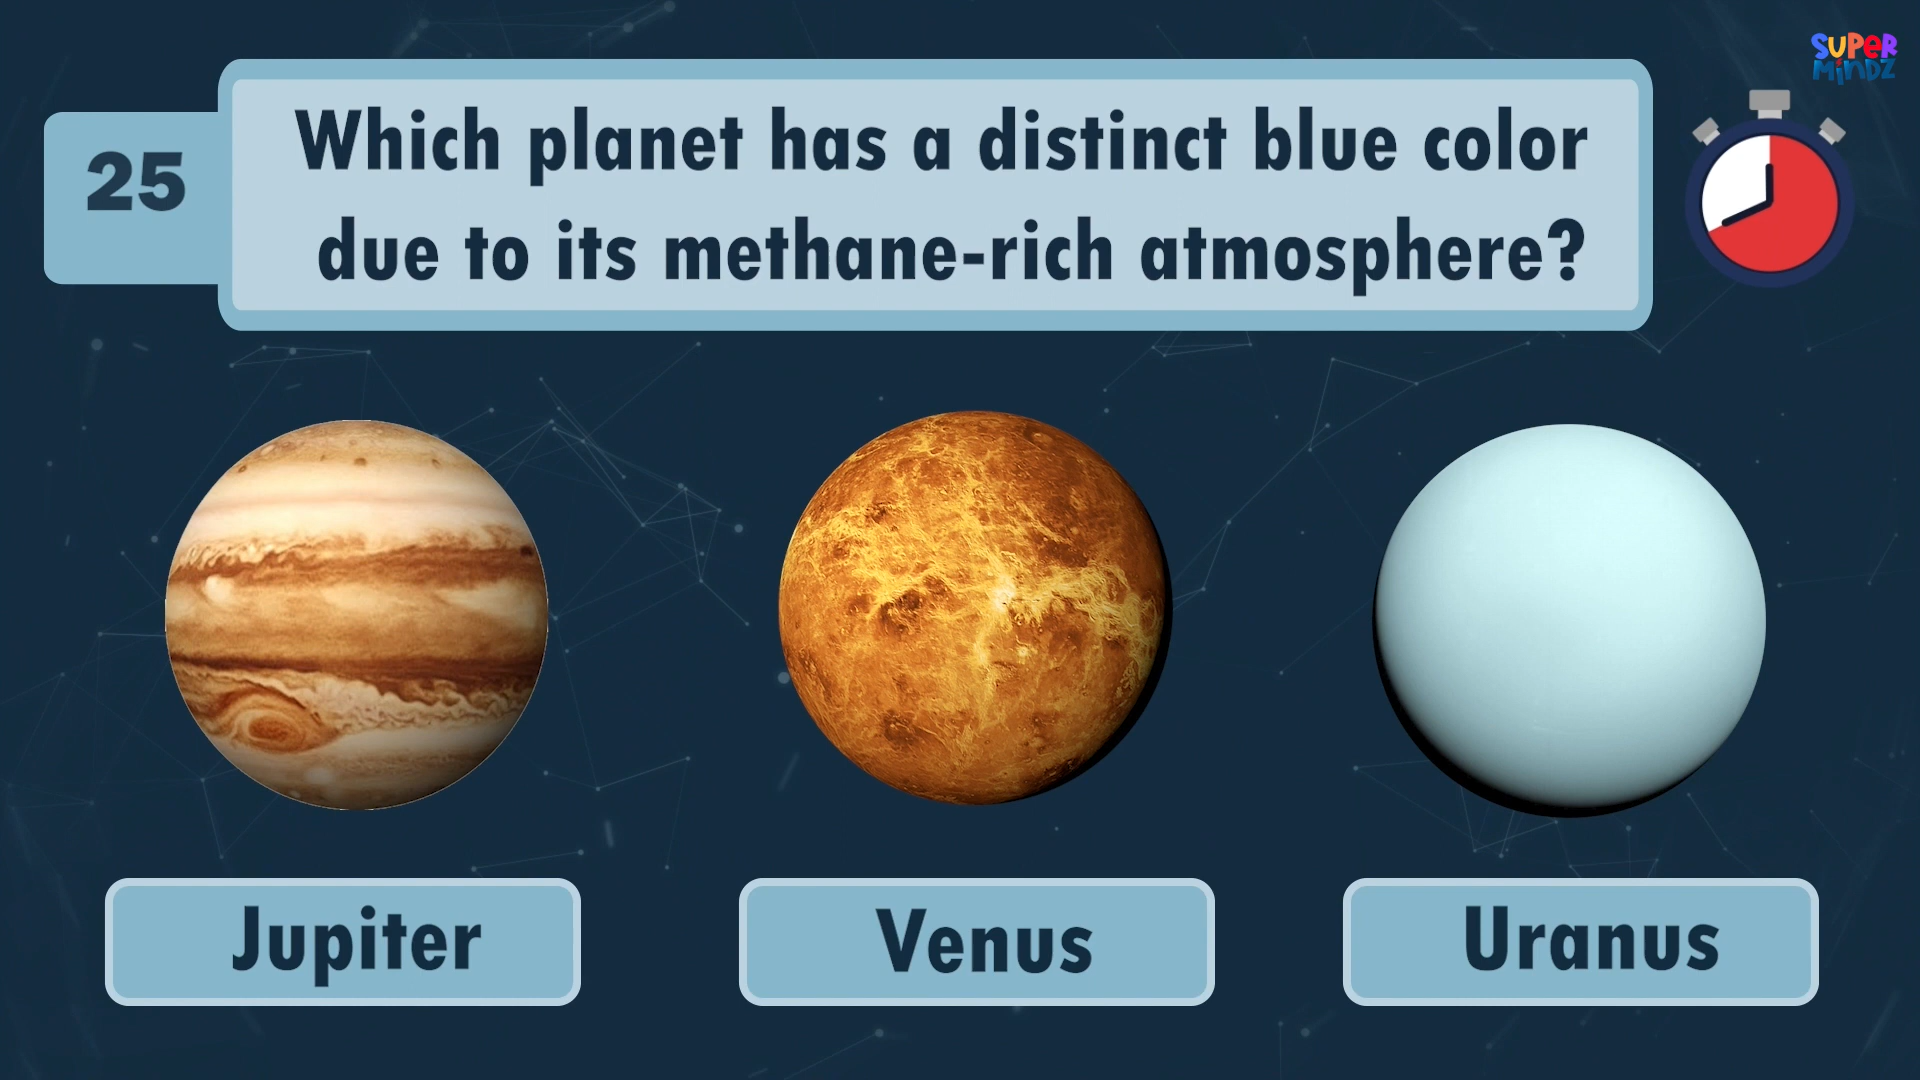 SUPER
MINDZ
25
Which planet has a distinct blue color
due to its methane-rich atmosphere?
Jupiter
Venus
Uranus